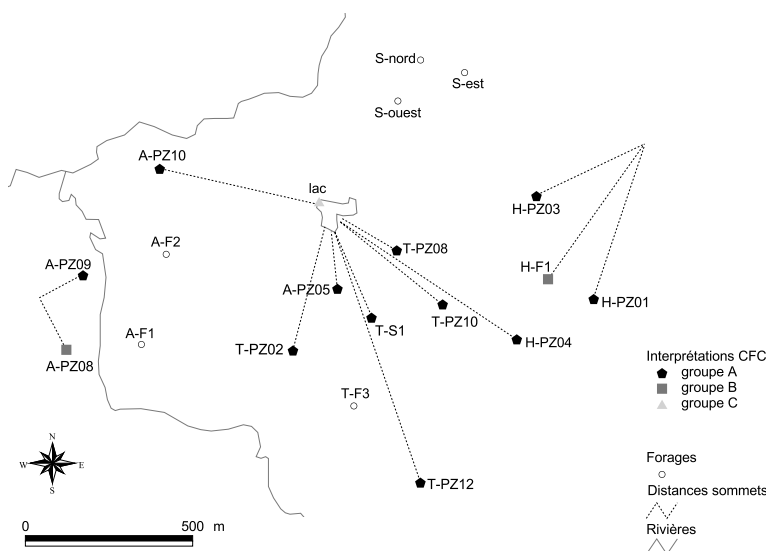 S-nord
S-est
S-ouest
A-PZ10
lac
H-PZ03
A-F2
T-PZ08
A-PZ09
H-F1
A-PZ05
H-PZ01
T-PZ10
T-S1
A-F1
H-PZ04
T-PZ02
A-PZ08
Interprétations CFC
groupe A
groupe B
groupe C
T-F3
N
W E
S
Forages
T-PZ12
Distances sommets
0 500 m
Rivières